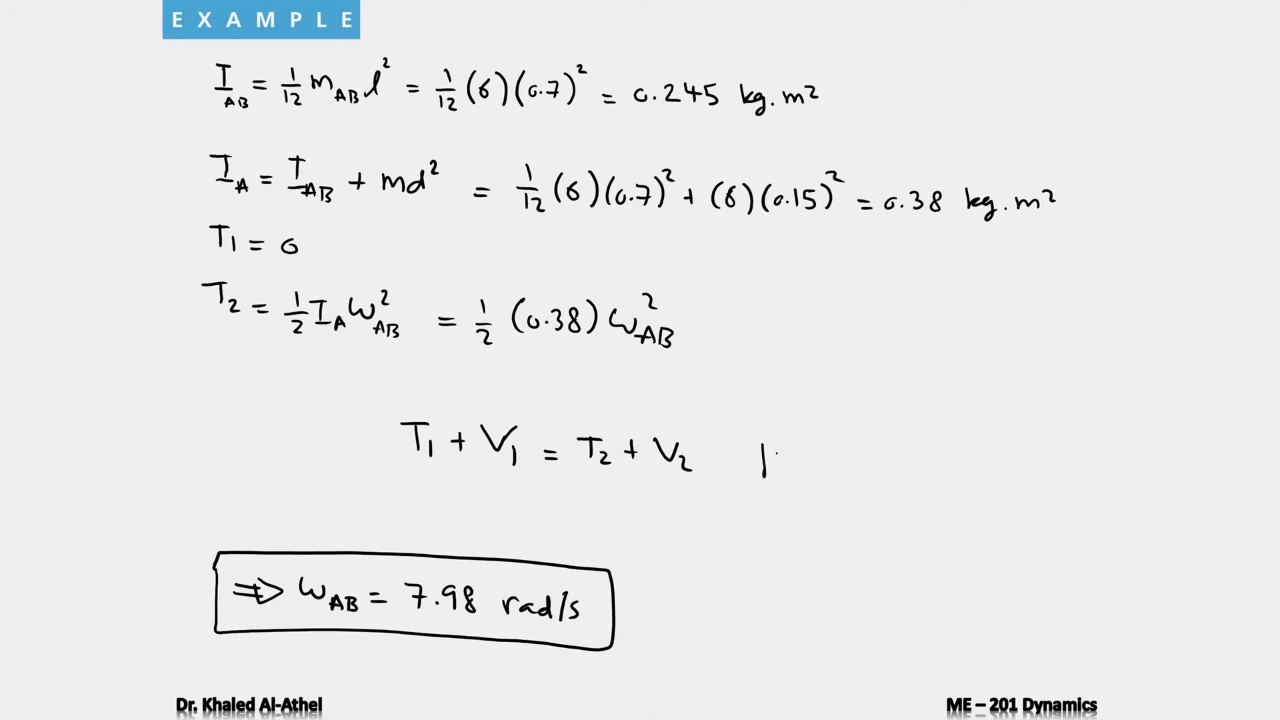 EXAMPLE
I_AB = 1/12 m_AB l² = 1/12 (6)(0.7)² = 0.245 kg.m²
I_A = I_AB + md² = 1/12 (6)(0.7)² + (6)(0.15)² = 0.38 kg.m²
T₁ = 0
T₂ = 1/2 I_A ω²_AB = 1/2 (0.38) ω²_AB
T₁ + V₁ = T₂ + V₂
⇒ ω_AB = 7.98 rad/s
Dr. Khaled Al-Athel
ME – 201 Dynamics